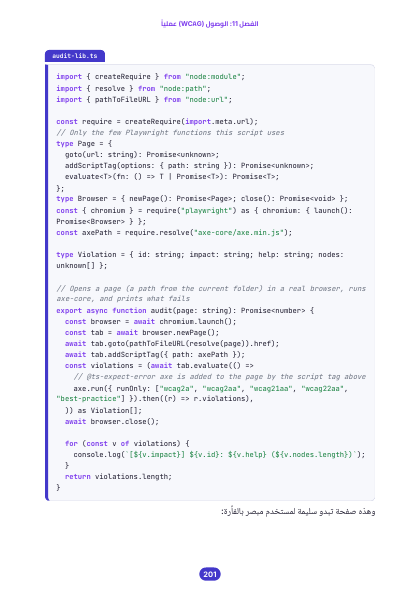 الفصل 11: الوصول (WCAG) عملياً
audit-lib.ts
import { createRequire } from "node:module";
import { resolve } from "node:path";
import { pathToFileURL } from "node:url";
const require = createRequire(import.meta.url);
// Only the few Playwright functions this script uses
type Page = {
  goto(url: string): Promise<unknown>;
  addScriptTag(options: { path: string }): Promise<unknown>;
  evaluate<T>(fn: () => T | Promise<T>): Promise<T>;
};
type Browser = { newPage(): Promise<Page>; close(): Promise<void> };
const { chromium } = require("playwright") as { chromium: { launch():
Promise<Browser> } };
const axePath = require.resolve("axe-core/axe.min.js");
type Violation = { id: string; impact: string; help: string; nodes:
unknown[] };
// Opens a page (a path from the current folder) in a real browser, runs
axe-core, and prints what fails
export async function audit(page: string): Promise<number> {
  const browser = await chromium.launch();
  const tab = await browser.newPage();
  await tab.goto(pathToFileURL(resolve(page)).href);
  await tab.addScriptTag({ path: axePath });
  const violations = (await tab.evaluate(() =>
    // @ts-expect-error axe is added to the page by the script tag above
    axe.run({ runOnly: ["wcag2a", "wcag2aa", "wcag21aa", "wcag22aa",
"best-practice"] }).then((r) => r.violations),
  )) as Violation[];
  await browser.close();
  for (const v of violations) {
    console.log(`[${v.impact}] ${v.id}: ${v.help} (${v.nodes.length})`);
  }
  return violations.length;
}
وهذه صفحة تبدو سليمة لمستخدم مبصر بالفأرة:
201